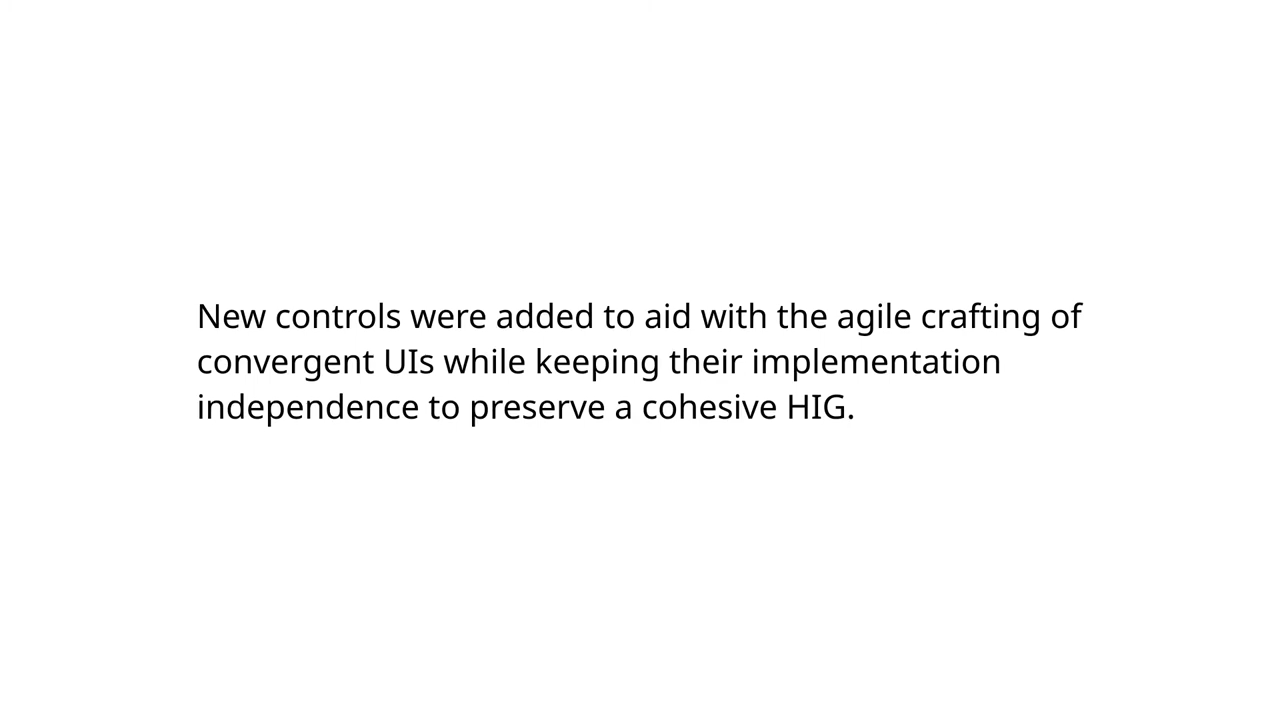 New controls were added to aid with the agile crafting of
convergent UIs while keeping their implementation
independence to preserve a cohesive HIG.